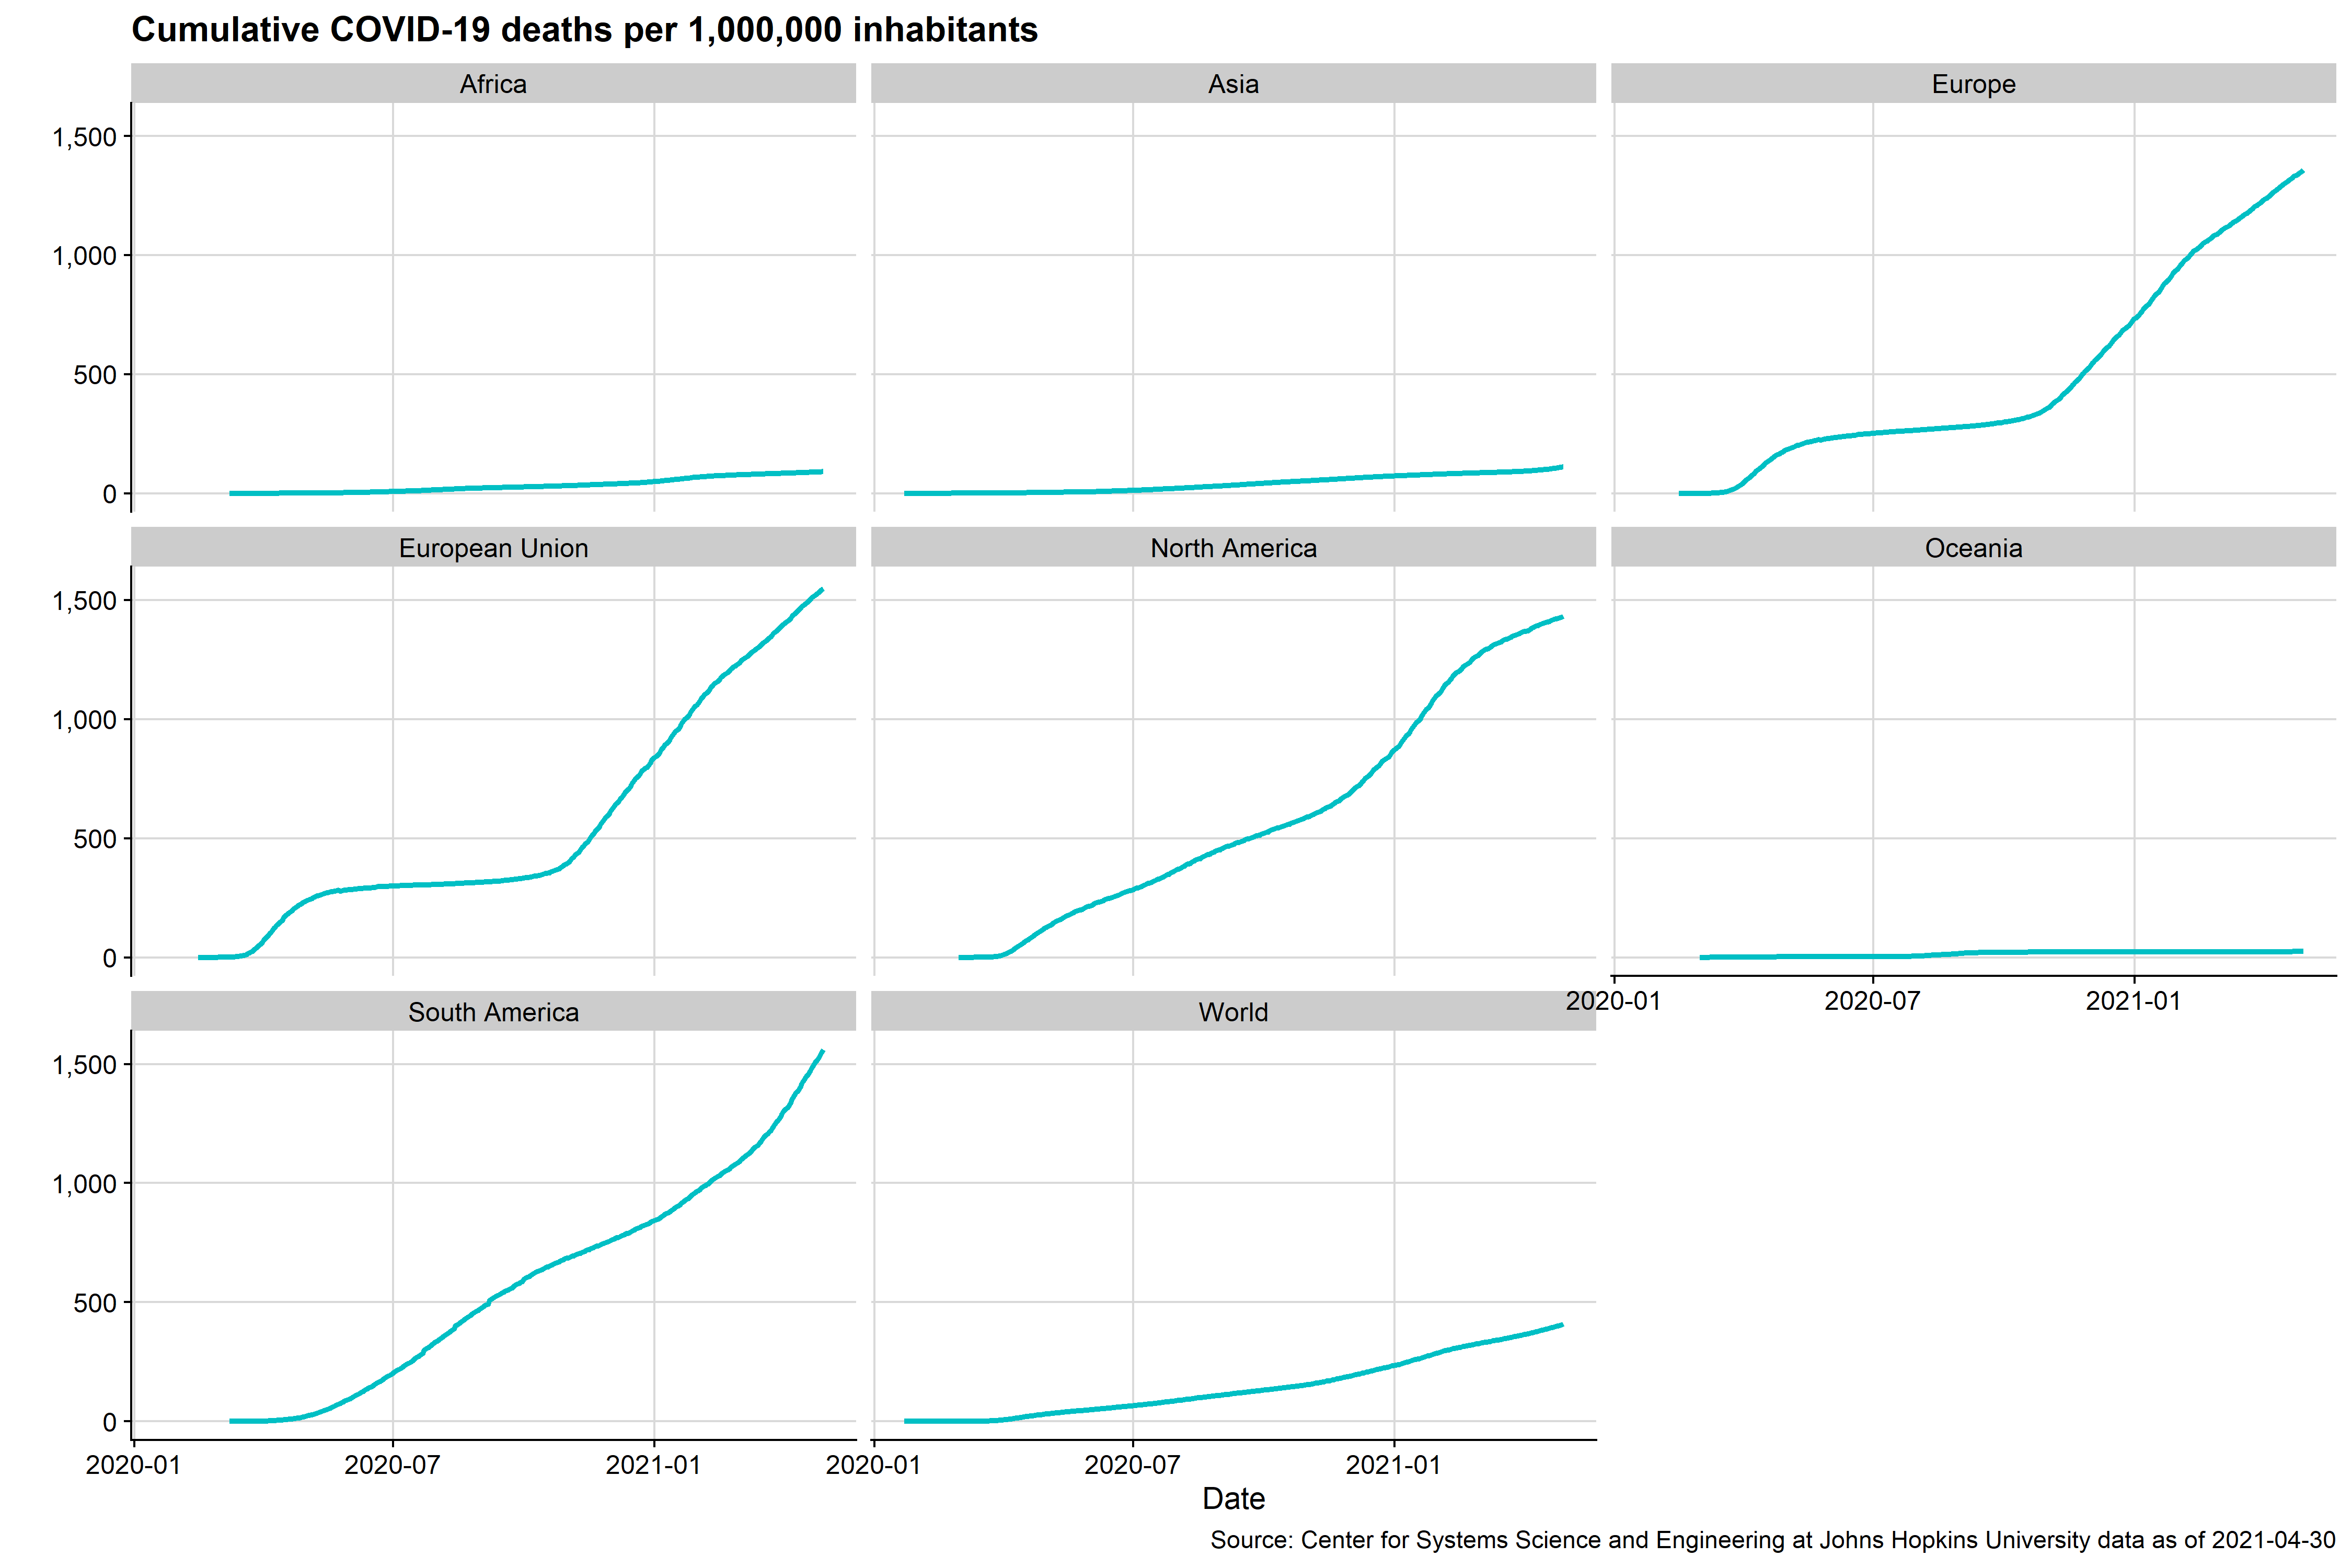 Cumulative COVID-19 deaths per 1,000,000 inhabitants
Africa
Asia
Europe
1,500
1,000
500
0
European Union
North America
Oceania
1,500
1,000
500
0
2020-01
2020-07
2021-01
South America
World
1,500
1,000
500
0
2020-01
2020-07
2021-01
2020-01
2020-07
2021-01
Date
Source: Center for Systems Science and Engineering at Johns Hopkins University data as of 2021-04-30